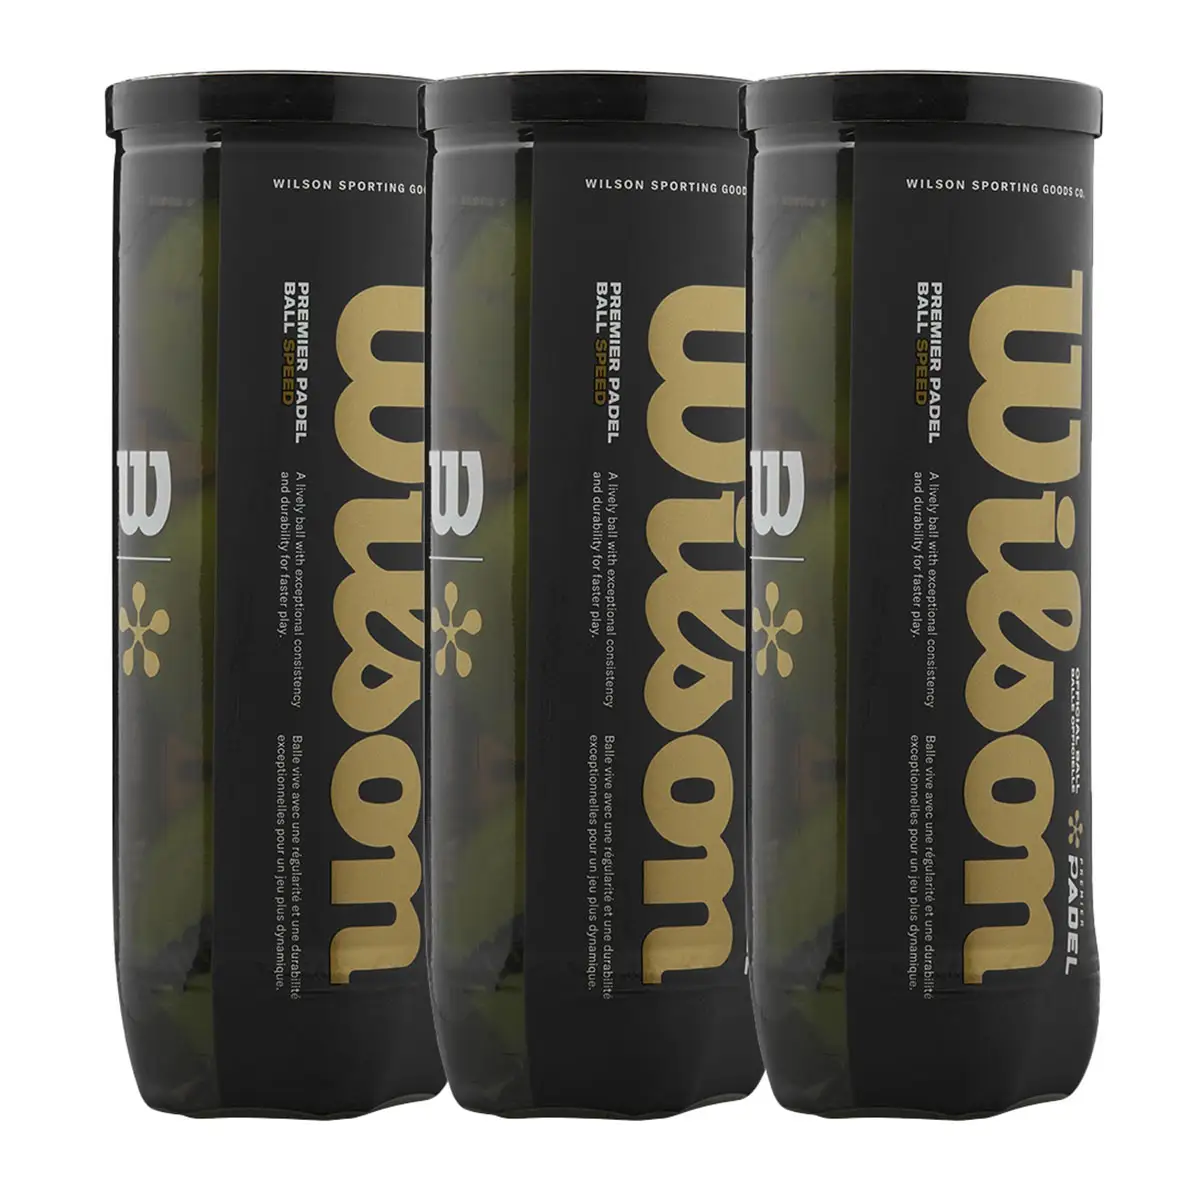 WILSON SPORTING GO
PREMIER PADEL
BALL SPEED
Wilson
A lively ball with exceptional consistency
and durability for faster play.
Balle vive avec une régularité et une durabilité
exceptionnelles pour un jeu plus dynamique.
W
WILSON SPORTING GOODS
PREMIER PADEL
BALL SPEED
Wilson
A lively ball with exceptional consistency
and durability for faster play.
Balle vive avec une régularité et une durabilité
exceptionnelles pour un jeu plus dynamique.
W
WILSON SPORTING GOODS CO.
PREMIER PADEL
BALL SPEED
Wilson
A lively ball with exceptional consistency
and durability for faster play.
Balle vive avec une régularité et une durabilité
exceptionnelles pour un jeu plus dynamique.
OFFICIAL BALL
BALLE OFFICIELLE
PREMIER
PADEL
W